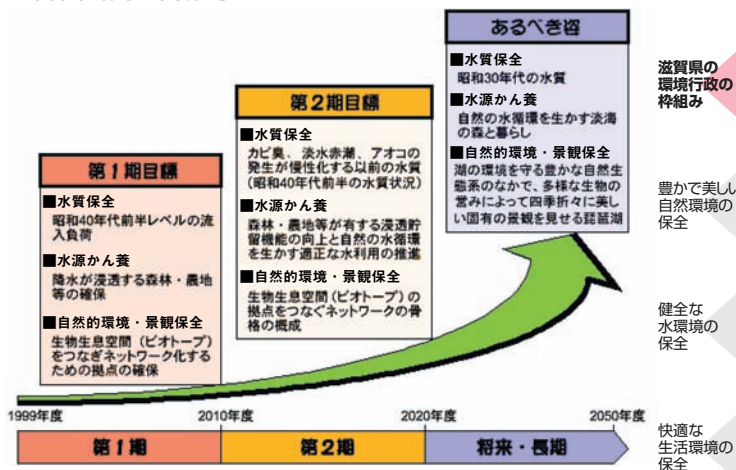 第1期目標
■水質保全
昭和40年代前半レベルの流
入負荷
■水源かん養
降水が浸透する森林・農地
等の確保
■自然的環境・景観保全
生物生息空間（ビオトープ）
をつなぎネットワーク化する
ための拠点の確保
第2期目標
■水質保全
カビ臭、淡水赤潮、アオコの
発生が慢性化する以前の水質
（昭和40年代前半の水質状況）
■水源かん養
森林・農地等が有する浸透貯
留機能の向上と自然の水循環
を生かす適正な水利用の推進
■自然的環境・景観保全
生物生息空間（ビオトープ）の
拠点をつなぐネットワークの骨
格の概成
あるべき姿
■水質保全
昭和30年代の水質
■水源かん養
自然の水循環を生かす淡海
の森と暮らし
■自然的環境・景観保全
湖の環境を守る豊かな自然生
態系のなかで、多様な生物の
営みによって四季折々に美し
い固有の景観を見せる琵琶湖
1999年度
2010年度
2020年度
2050年度
第1期
第2期
将来・長期
滋賀県の
環境行政の
枠組み
豊かで美しい
自然環境の
保全
健全な
水環境の
保全
快適な
生活環境の
保全